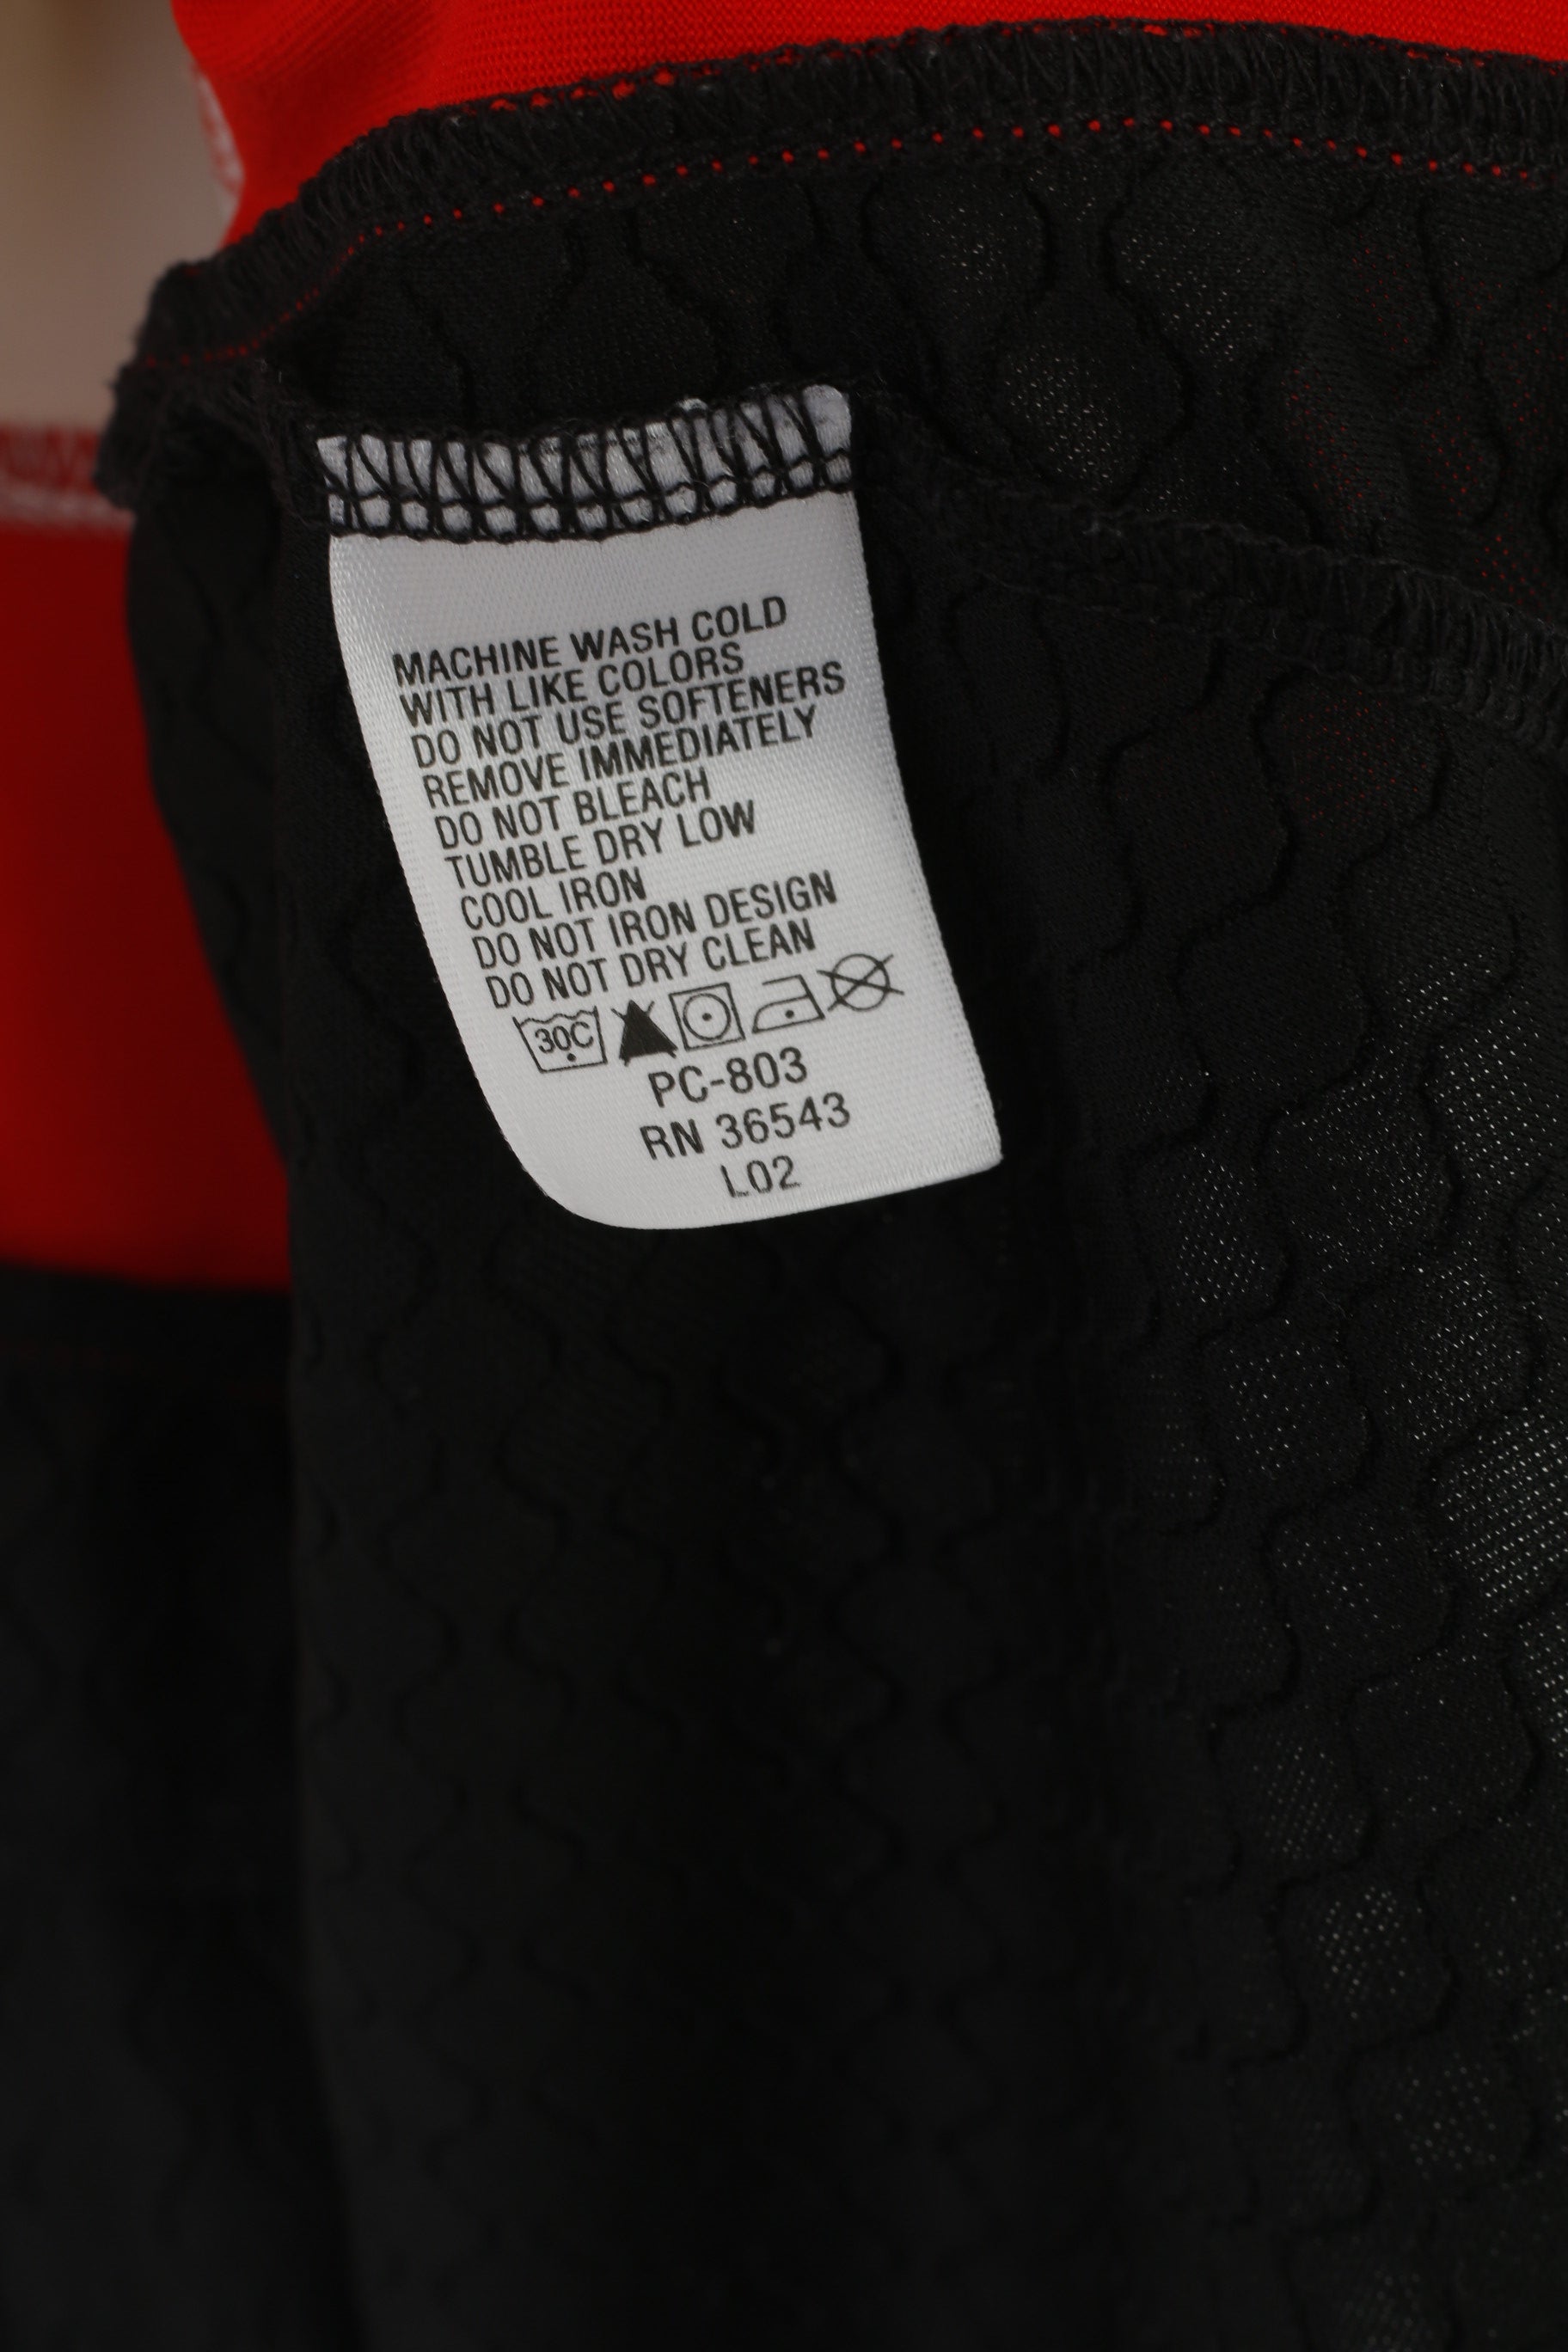 MACHINE WASH COLD
WITH LIKE COLORS
DO NOT USE SOFTENERS
REMOVE IMMEDIATELY
DO NOT BLEACH
TUMBLE DRY LOW
COOL IRON
DO NOT IRON DESIGN
DO NOT DRY CLEAN
30C
PC-803
RN 36543
L02